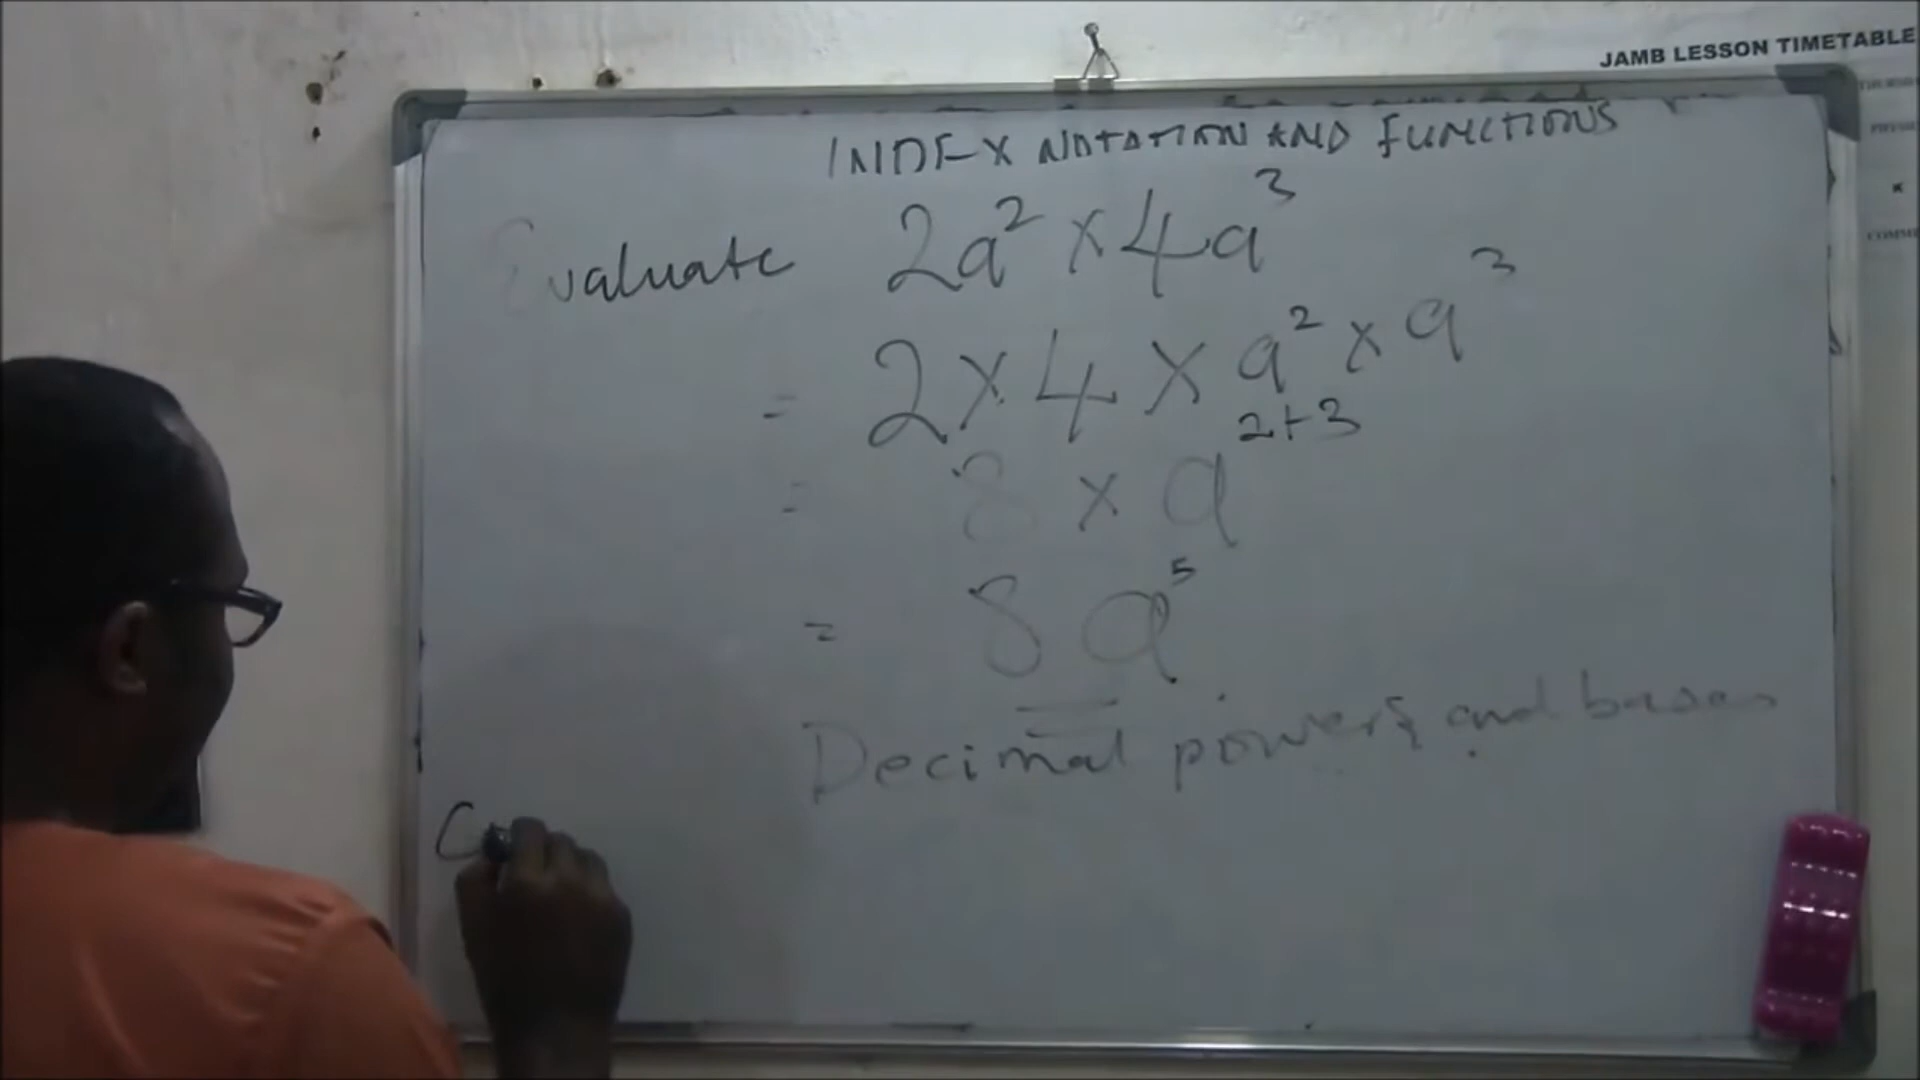 JAMB LESSON TIMETABLE
INDEX NOTATION AND FUNCTIONS
Evaluate 2a² × 4a³
= 2 × 4 × a² × a³
= 8 × a²⁺³
= 8a⁵
Decimal powers and bases